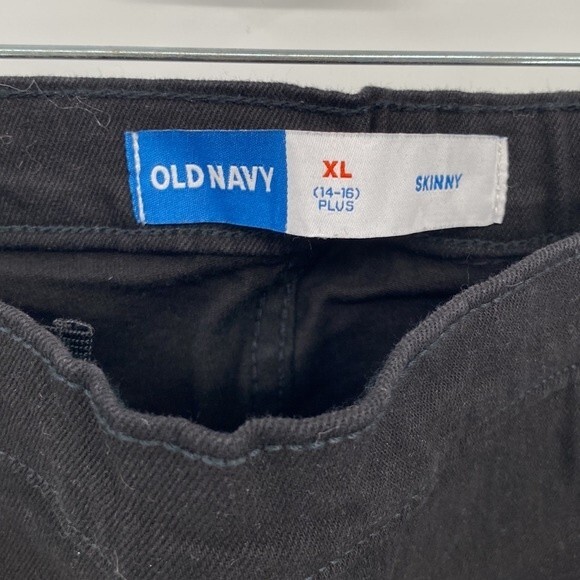 OLD NAVY
XL
(14-16)
PLUS
SKINNY